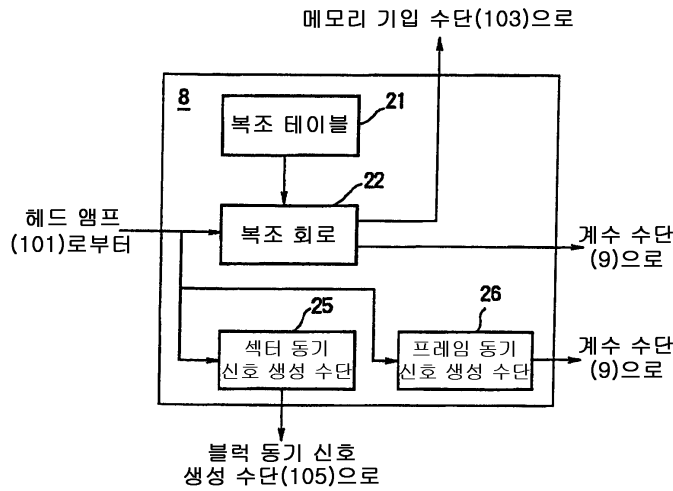 메모리 기입 수단(103)으로
8
21
복조 테이블
22
헤드 앰프
(101)로부터
복조 회로
계수 수단
(9)으로
25
섹터 동기
신호 생성 수단
26
프레임 동기
신호 생성 수단
계수 수단
(9)으로
블럭 동기 신호
생성 수단(105)으로